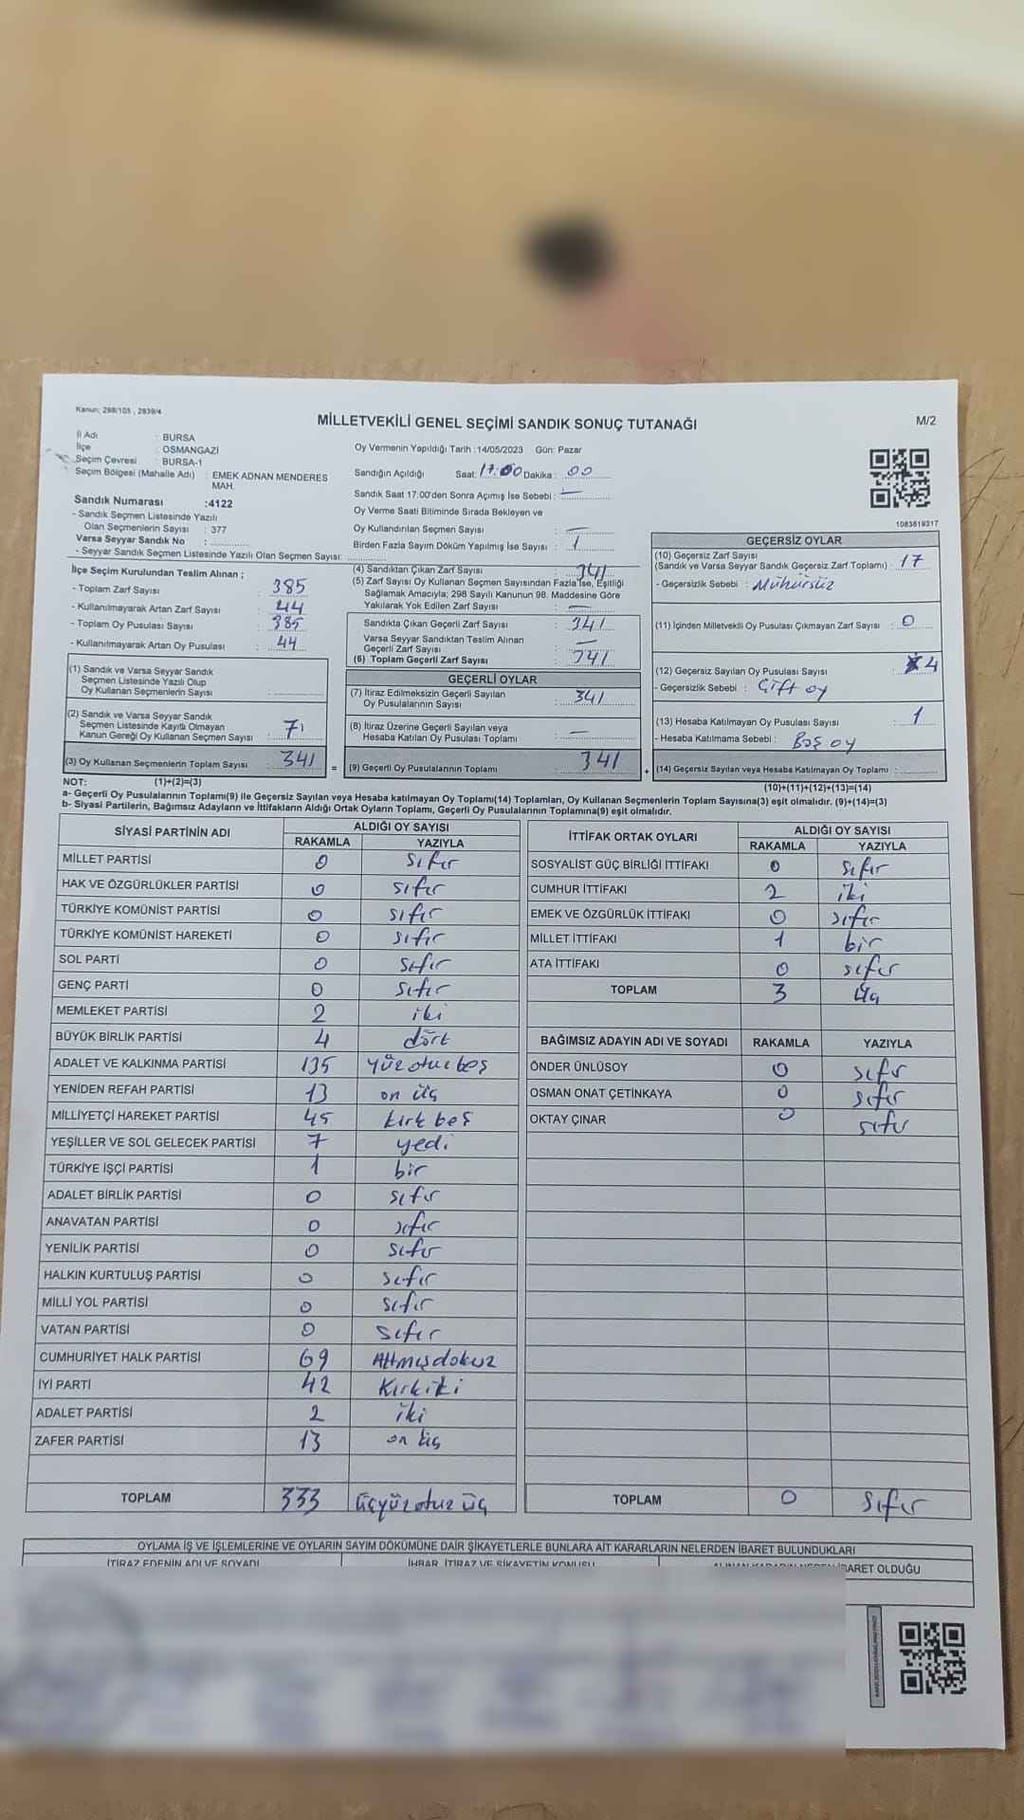 Kanun; 298/105 , 2839/4
MİLLETVEKİLİ GENEL SEÇİMİ SANDIK SONUÇ TUTANAĞI
M/2
İl Adı : BURSA
İlçe : OSMANGAZİ
Seçim Çevresi : BURSA-1
Seçim Bölgesi (Mahalle Adı) : EMEK ADNAN MENDERES
MAH.
Sandık Numarası :4122
- Sandık Seçmen Listesinde Yazılı
Olan Seçmenlerin Sayısı : 377
Varsa Seyyar Sandık No :
- Seyyar Sandık Seçmen Listesinde Yazılı Olan Seçmen Sayısı:
Oy Vermenin Yapıldığı Tarih : 14/05/2023 Gün: Pazar
Sandığın Açıldığı Saat: 17:00 Dakika : 00
Sandık Saat 17:00'den Sonra Açımış İse Sebebi : —
Oy Verme Saati Bitiminde Sırada Bekleyen ve
Oy Kullandırılan Seçmen Sayısı : —
Birden Fazla Sayım Döküm Yapılmış İse Sayısı : 1
1083819317
İlçe Seçim Kurulundan Teslim Alınan ;
- Toplam Zarf Sayısı : 385
- Kullanılmayarak Artan Zarf Sayısı : 44
- Toplam Oy Pusulası Sayısı : 385
- Kullanılmayarak Artan Oy Pusulası : 44
(1) Sandık ve Varsa Seyyar Sandık
Seçmen Listesinde Yazılı Olup
Oy Kullanan Seçmenlerin Sayısı :
(2) Sandık ve Varsa Seyyar Sandık
Seçmen Listesinde Kayıtlı Olmayan
Kanun Gereği Oy Kullanan Seçmen Sayısı :
(3) Oy Kullanan Seçmenlerin Toplam Sayısı : 341
(4) Sandıktan Çıkan Zarf Sayısı : 341
(5) Zarf Sayısı Oy Kullanan Seçmen Sayısından Fazla İse, Eşitliği
Sağlamak Amacıyla; 298 Sayılı Kanunun 98. Maddesine Göre
Yakılarak Yok Edilen Zarf Sayısı : —
Sandıkta Çıkan Geçerli Zarf Sayısı : 341
Varsa Seyyar Sandıktan Teslim Alınan
Geçerli Zarf Sayısı : —
(6) Toplam Geçerli Zarf Sayısı : 341
GEÇERLİ OYLAR
(7) İtiraz Edilmeksizin Geçerli Sayılan
Oy Pusulalarının Sayısı : 341
(8) İtiraz Üzerine Geçerli Sayılan veya
Hesaba Katılan Oy Pusulası Toplamı : —
= (9) Geçerli Oy Pusulalarının Toplamı : 341
GEÇERSİZ OYLAR
(10) Geçersiz Zarf Sayısı
(Sandık ve Varsa Seyyar Sandık Geçersiz Zarf Toplamı) : 17
- Geçersizlik Sebebi : Mühürsüz
(11) İçinden Milletvekili Oy Pusulası Çıkmayan Zarf Sayısı : 0
(12) Geçersiz Sayılan Oy Pusulası Sayısı : 4
- Geçersizlik Sebebi : Çift oy
(13) Hesaba Katılmayan Oy Pusulası Sayısı : 1
- Hesaba Katılmama Sebebi : Boş oy
+ (14) Geçersiz Sayılan veya Hesaba Katılmayan Oy Toplamı :
NOT: (1)+(2)=(3)
(10)+(11)+(12)+(13)=(14)
a- Geçerli Oy Pusulalarının Toplamı(9) ile Geçersiz Sayılan veya Hesaba katılmayan Oy Toplamı(14) Toplamları, Oy Kullanan Seçmenlerin Toplam Sayısına(3) eşit olmalıdır. (9)+(14)=(3)
b- Siyasi Partilerin, Bağımsız Adayların ve İttifakların Aldığı Ortak Oyların Toplamı, Geçerli Oy Pusulalarının Toplamına(9) eşit olmalıdır.
SİYASİ PARTİNİN ADI ALDIĞI OY SAYISI
RAKAMLA YAZIYLA
MİLLET PARTİSİ 0 sıfır
HAK VE ÖZGÜRLÜKLER PARTİSİ 0 sıfır
TÜRKİYE KOMÜNİST PARTİSİ 0 sıfır
TÜRKİYE KOMÜNİST HAREKETİ 0 sıfır
SOL PARTİ 0 sıfır
GENÇ PARTİ 0 sıfır
MEMLEKET PARTİSİ 2 iki
BÜYÜK BİRLİK PARTİSİ 4 dört
ADALET VE KALKINMA PARTİSİ 135 yüzotuzbeş
YENİDEN REFAH PARTİSİ 13 on üç
MİLLİYETÇİ HAREKET PARTİSİ 45 kırk beş
YEŞİLLER VE SOL GELECEK PARTİSİ 7 yedi
TÜRKİYE İŞÇİ PARTİSİ 1 bir
ADALET BİRLİK PARTİSİ 0 sıfır
ANAVATAN PARTİSİ 0 sıfır
YENİLİK PARTİSİ 0 sıfır
HALKIN KURTULUŞ PARTİSİ 0 sıfır
MİLLİ YOL PARTİSİ 0 sıfır
VATAN PARTİSİ 0 sıfır
CUMHURİYET HALK PARTİSİ 69 Altmışdokuz
İYİ PARTİ 42 Kırkiki
ADALET PARTİSİ 2 iki
ZAFER PARTİSİ 13 on üç
TOPLAM 333 üçyüzotuz üç
İTTİFAK ORTAK OYLARI ALDIĞI OY SAYISI
RAKAMLA YAZIYLA
SOSYALİST GÜÇ BİRLİĞİ İTTİFAKI 0 sıfır
CUMHUR İTTİFAKI 2 iki
EMEK VE ÖZGÜRLÜK İTTİFAKI 0 sıfır
MİLLET İTTİFAKI 1 bir
ATA İTTİFAKI 0 sıfır
TOPLAM 3 üç
BAĞIMSIZ ADAYIN ADI VE SOYADI RAKAMLA YAZIYLA
ÖNDER ÜNLÜSOY 0 sıfır
OSMAN ONAT ÇETİNKAYA 0 sıfır
OKTAY ÇINAR 0 sıfır
TOPLAM 0 sıfır
OYLAMA İŞ VE İŞLEMLERİNE VE OYLARIN SAYIM DÖKÜMÜNE DAİR ŞİKAYETLERLE BUNLARA AİT KARARLARIN NELERDEN İBARET BULUNDUKLARI
İTİRAZ EDENİN ADI VE SOYADI İHBAR, İTİRAZ VE ŞİKAYETİN KONUSU ALINAN KARARIN NEDEN İBARET OLDUĞU